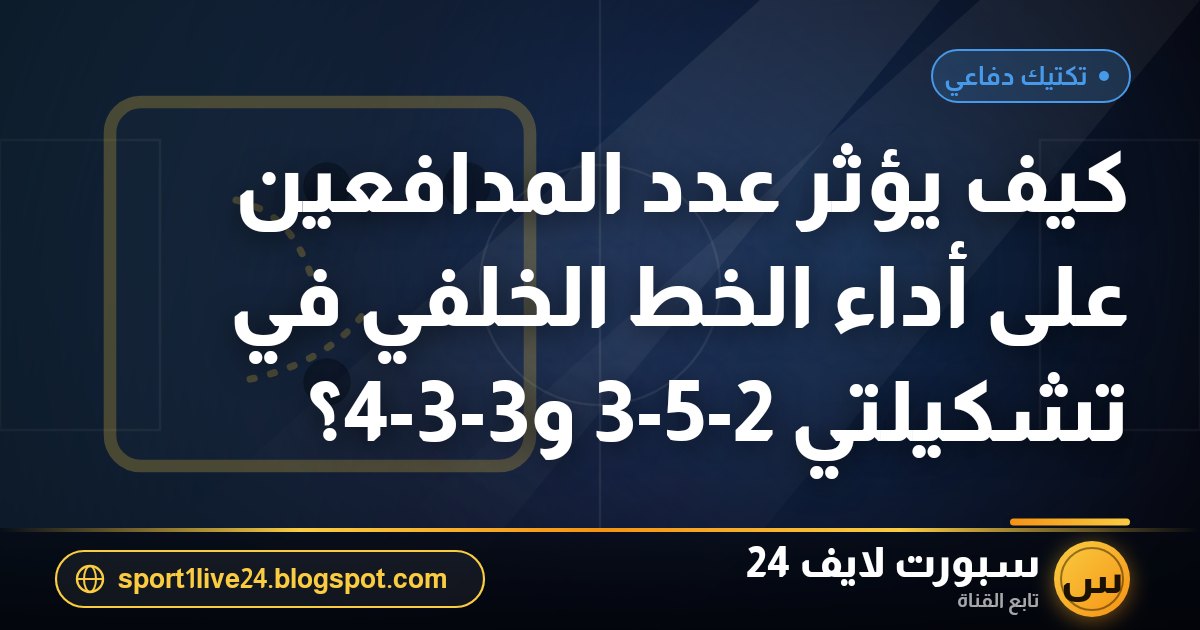 تكتيك دفاعي
كيف يؤثر عدد المدافعين
على أداء الخط الخلفي في
تشكيلتي 2-5-3 و3-3-4؟
سبورت لايف 24
تابع القناة
س
sport1live24.blogspot.com